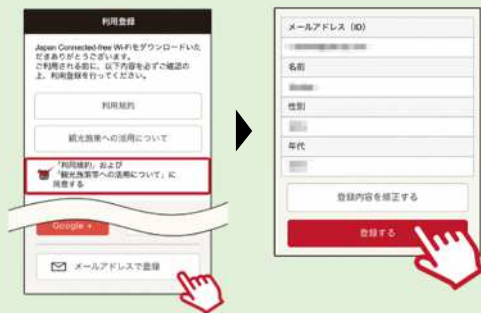 利用登録
Japan Connected-free Wi-Fiをダウンロードいた
だきありがとうございます。
ご利用される前に、以下内容を必ずご確認の
上、利用登録を行ってください。
利用規約
観光施策への活用について
「利用規約」および
「観光施策等への活用について」に
同意する
Google +
メールアドレスで登録
メールアドレス（ID）
名前
性別
年代
登録内容を修正する
登録する